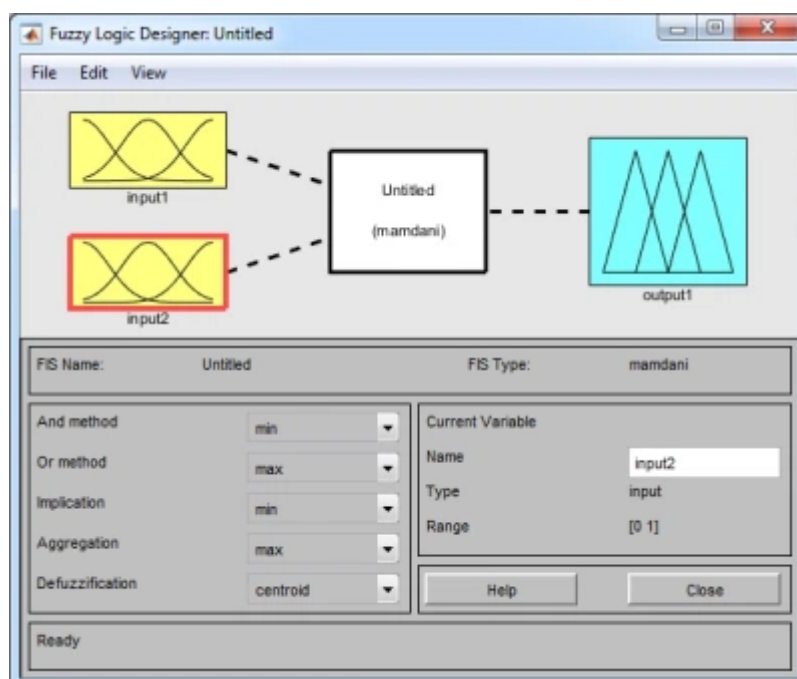 Fuzzy Logic Designer: Untitled
File Edit View
input1
Untitled
(mamdani)
output1
input2
FIS Name: Untitled FIS Type: mamdani
And method min
Or method max
Implication min
Aggregation max
Defuzzification centroid
Current Variable
Name input2
Type input
Range [0 1]
Help Close
Ready